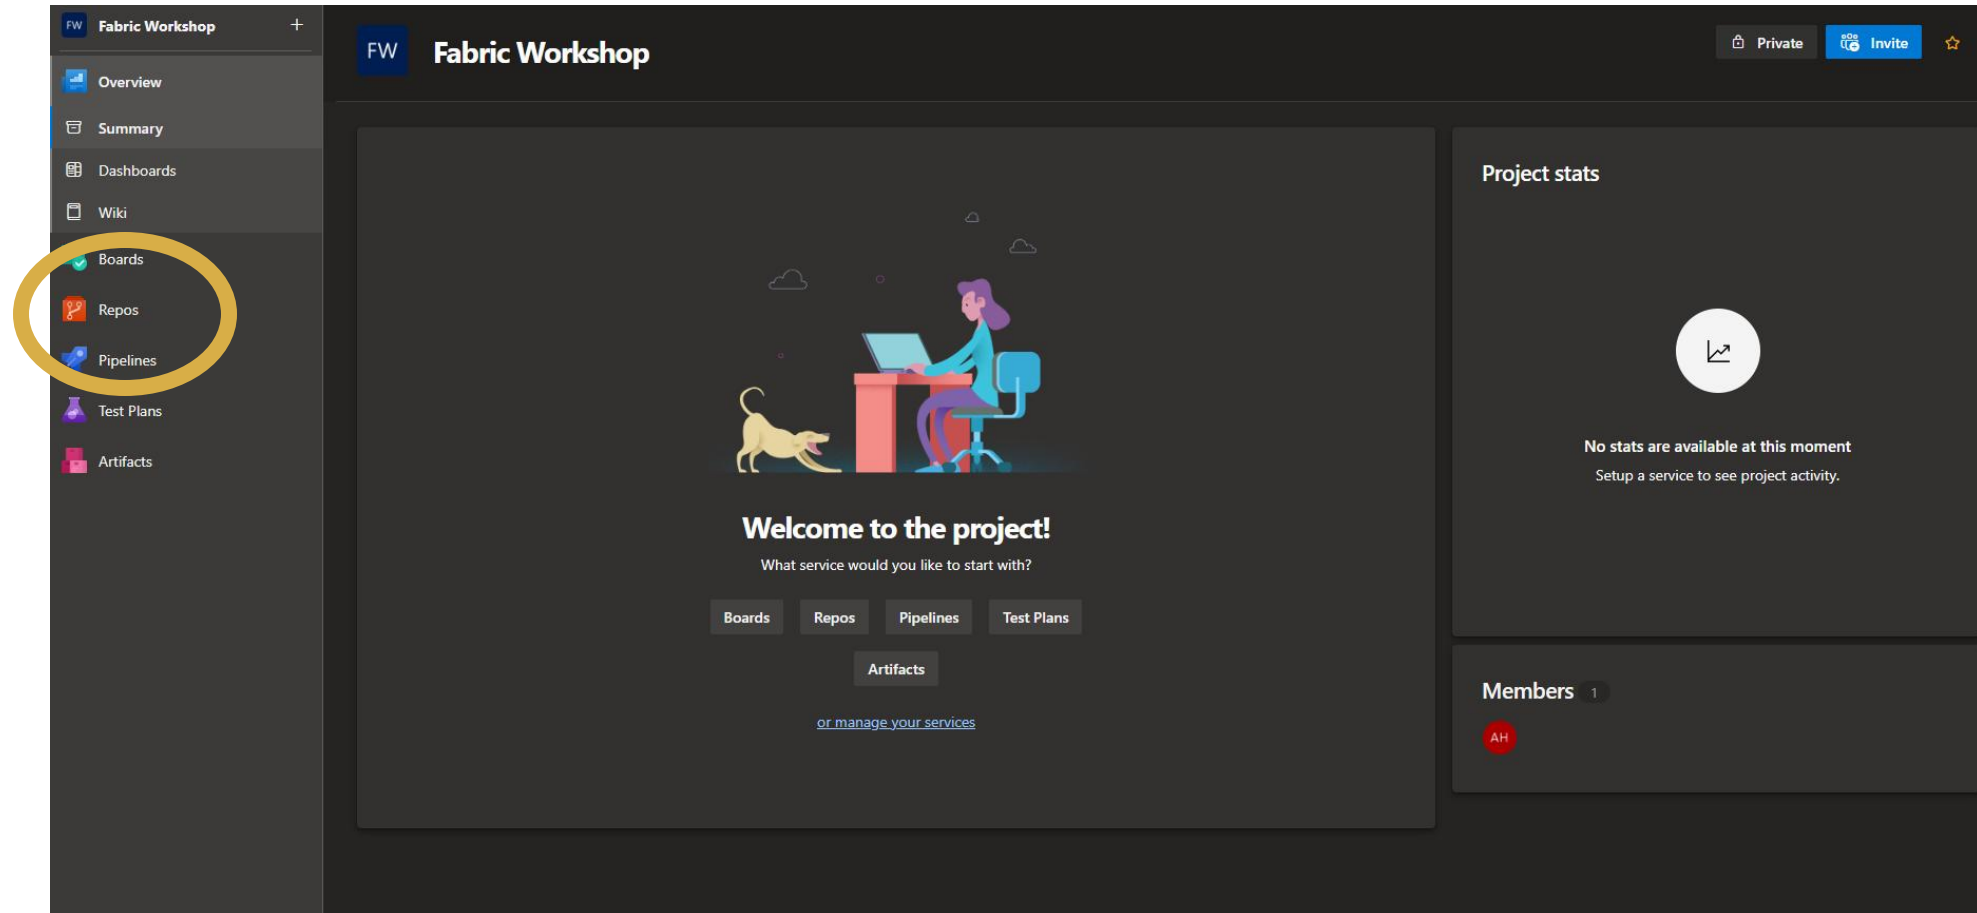 FW Fabric Workshop +
Overview
Summary
Dashboards
Wiki
Boards
Repos
Pipelines
Test Plans
Artifacts
FW Fabric Workshop
Private
Invite
Welcome to the project!
What service would you like to start with?
Boards Repos Pipelines Test Plans
Artifacts
or manage your services
Project stats
No stats are available at this moment
Setup a service to see project activity.
Members 1
AH